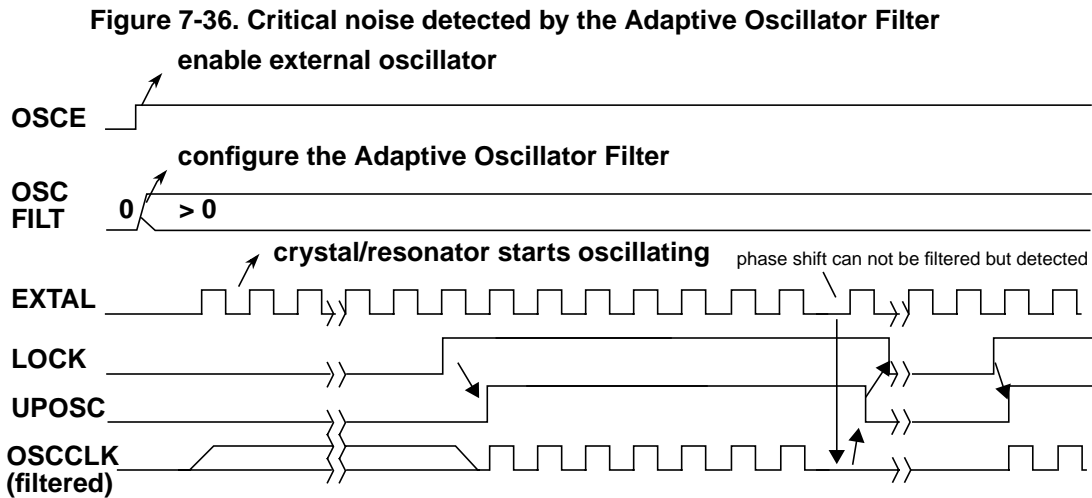 Figure 7-36. Critical noise detected by the Adaptive Oscillator Filter
enable external oscillator
OSCE
configure the Adaptive Oscillator Filter
OSC
FILT
0 > 0
crystal/resonator starts oscillating
phase shift can not be filtered but detected
EXTAL
LOCK
UPOSC
OSCCLK
(filtered)